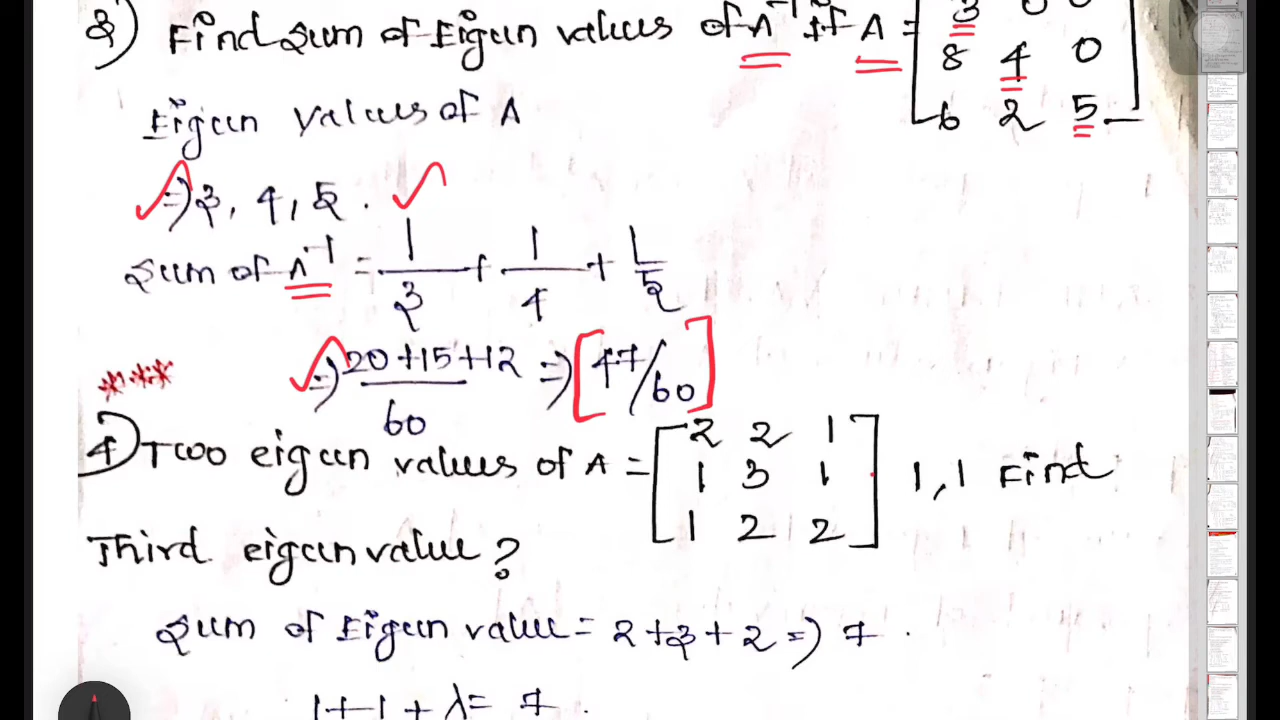 3) Find sum of Eigen values of A⁻¹ if A = [3 0 0
8 4 0
6 2 5]
Eigen values of A
=) 3, 4, 5.
Sum of A⁻¹ = 1/3 + 1/4 + 1/5
=) 20+15+12/60 =) [47/60]
***
4) Two eigen values of A = [2 2 1
1 3 1
1 2 2] 1, 1 Find
Third eigen value?
Sum of Eigen value = 2+3+2 =) 7.
1+1+λ = 7.